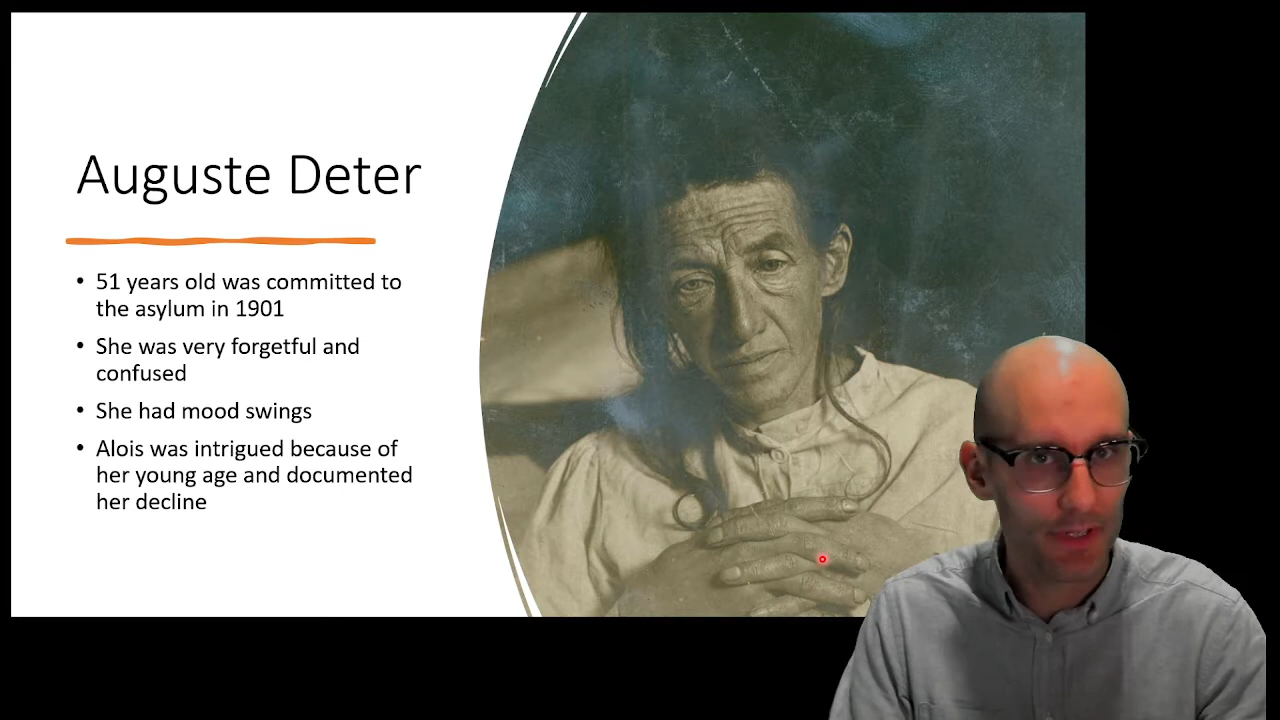 Auguste Deter
• 51 years old was committed to
the asylum in 1901
• She was very forgetful and
confused
• She had mood swings
• Alois was intrigued because of
her young age and documented
her decline